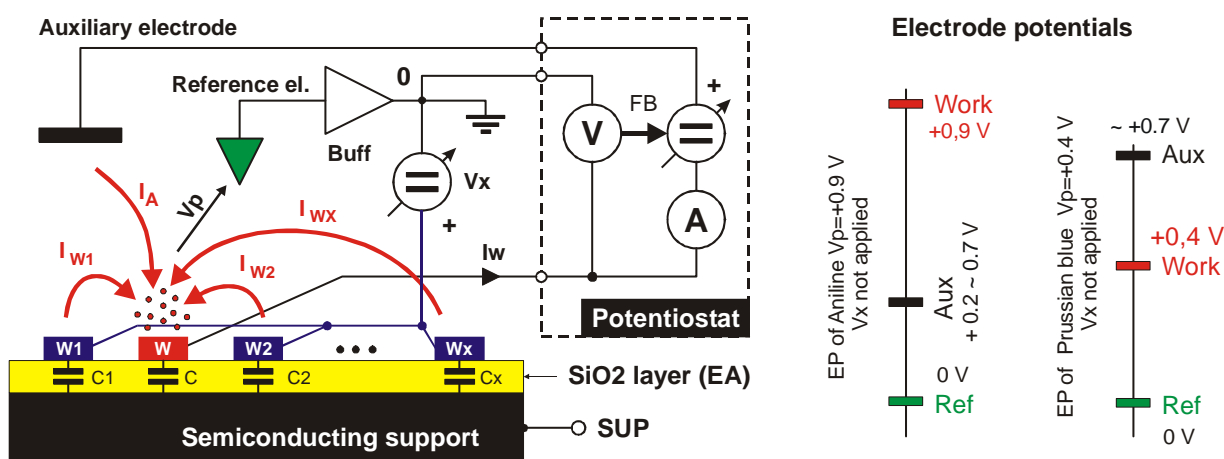 Auxiliary electrode
Electrode potentials
Reference el.
0
+
FB
V
Buff
Vx
+
A
I A
Vp
I WX
I W1
I W2
Iw
Potentiostat
W1
W
W2
Wx
C1
C
C2
Cx
SiO2 layer (EA)
Semiconducting support
SUP
EP of Aniline Vp=+0.9 V
Vx not applied
Work
+0,9 V
Aux
+ 0.2 ~ 0.7 V
0 V
Ref
EP of Prussian blue Vp=+0.4 V
Vx not applied
~ +0.7 V
Aux
+0,4 V
Work
Ref
0 V